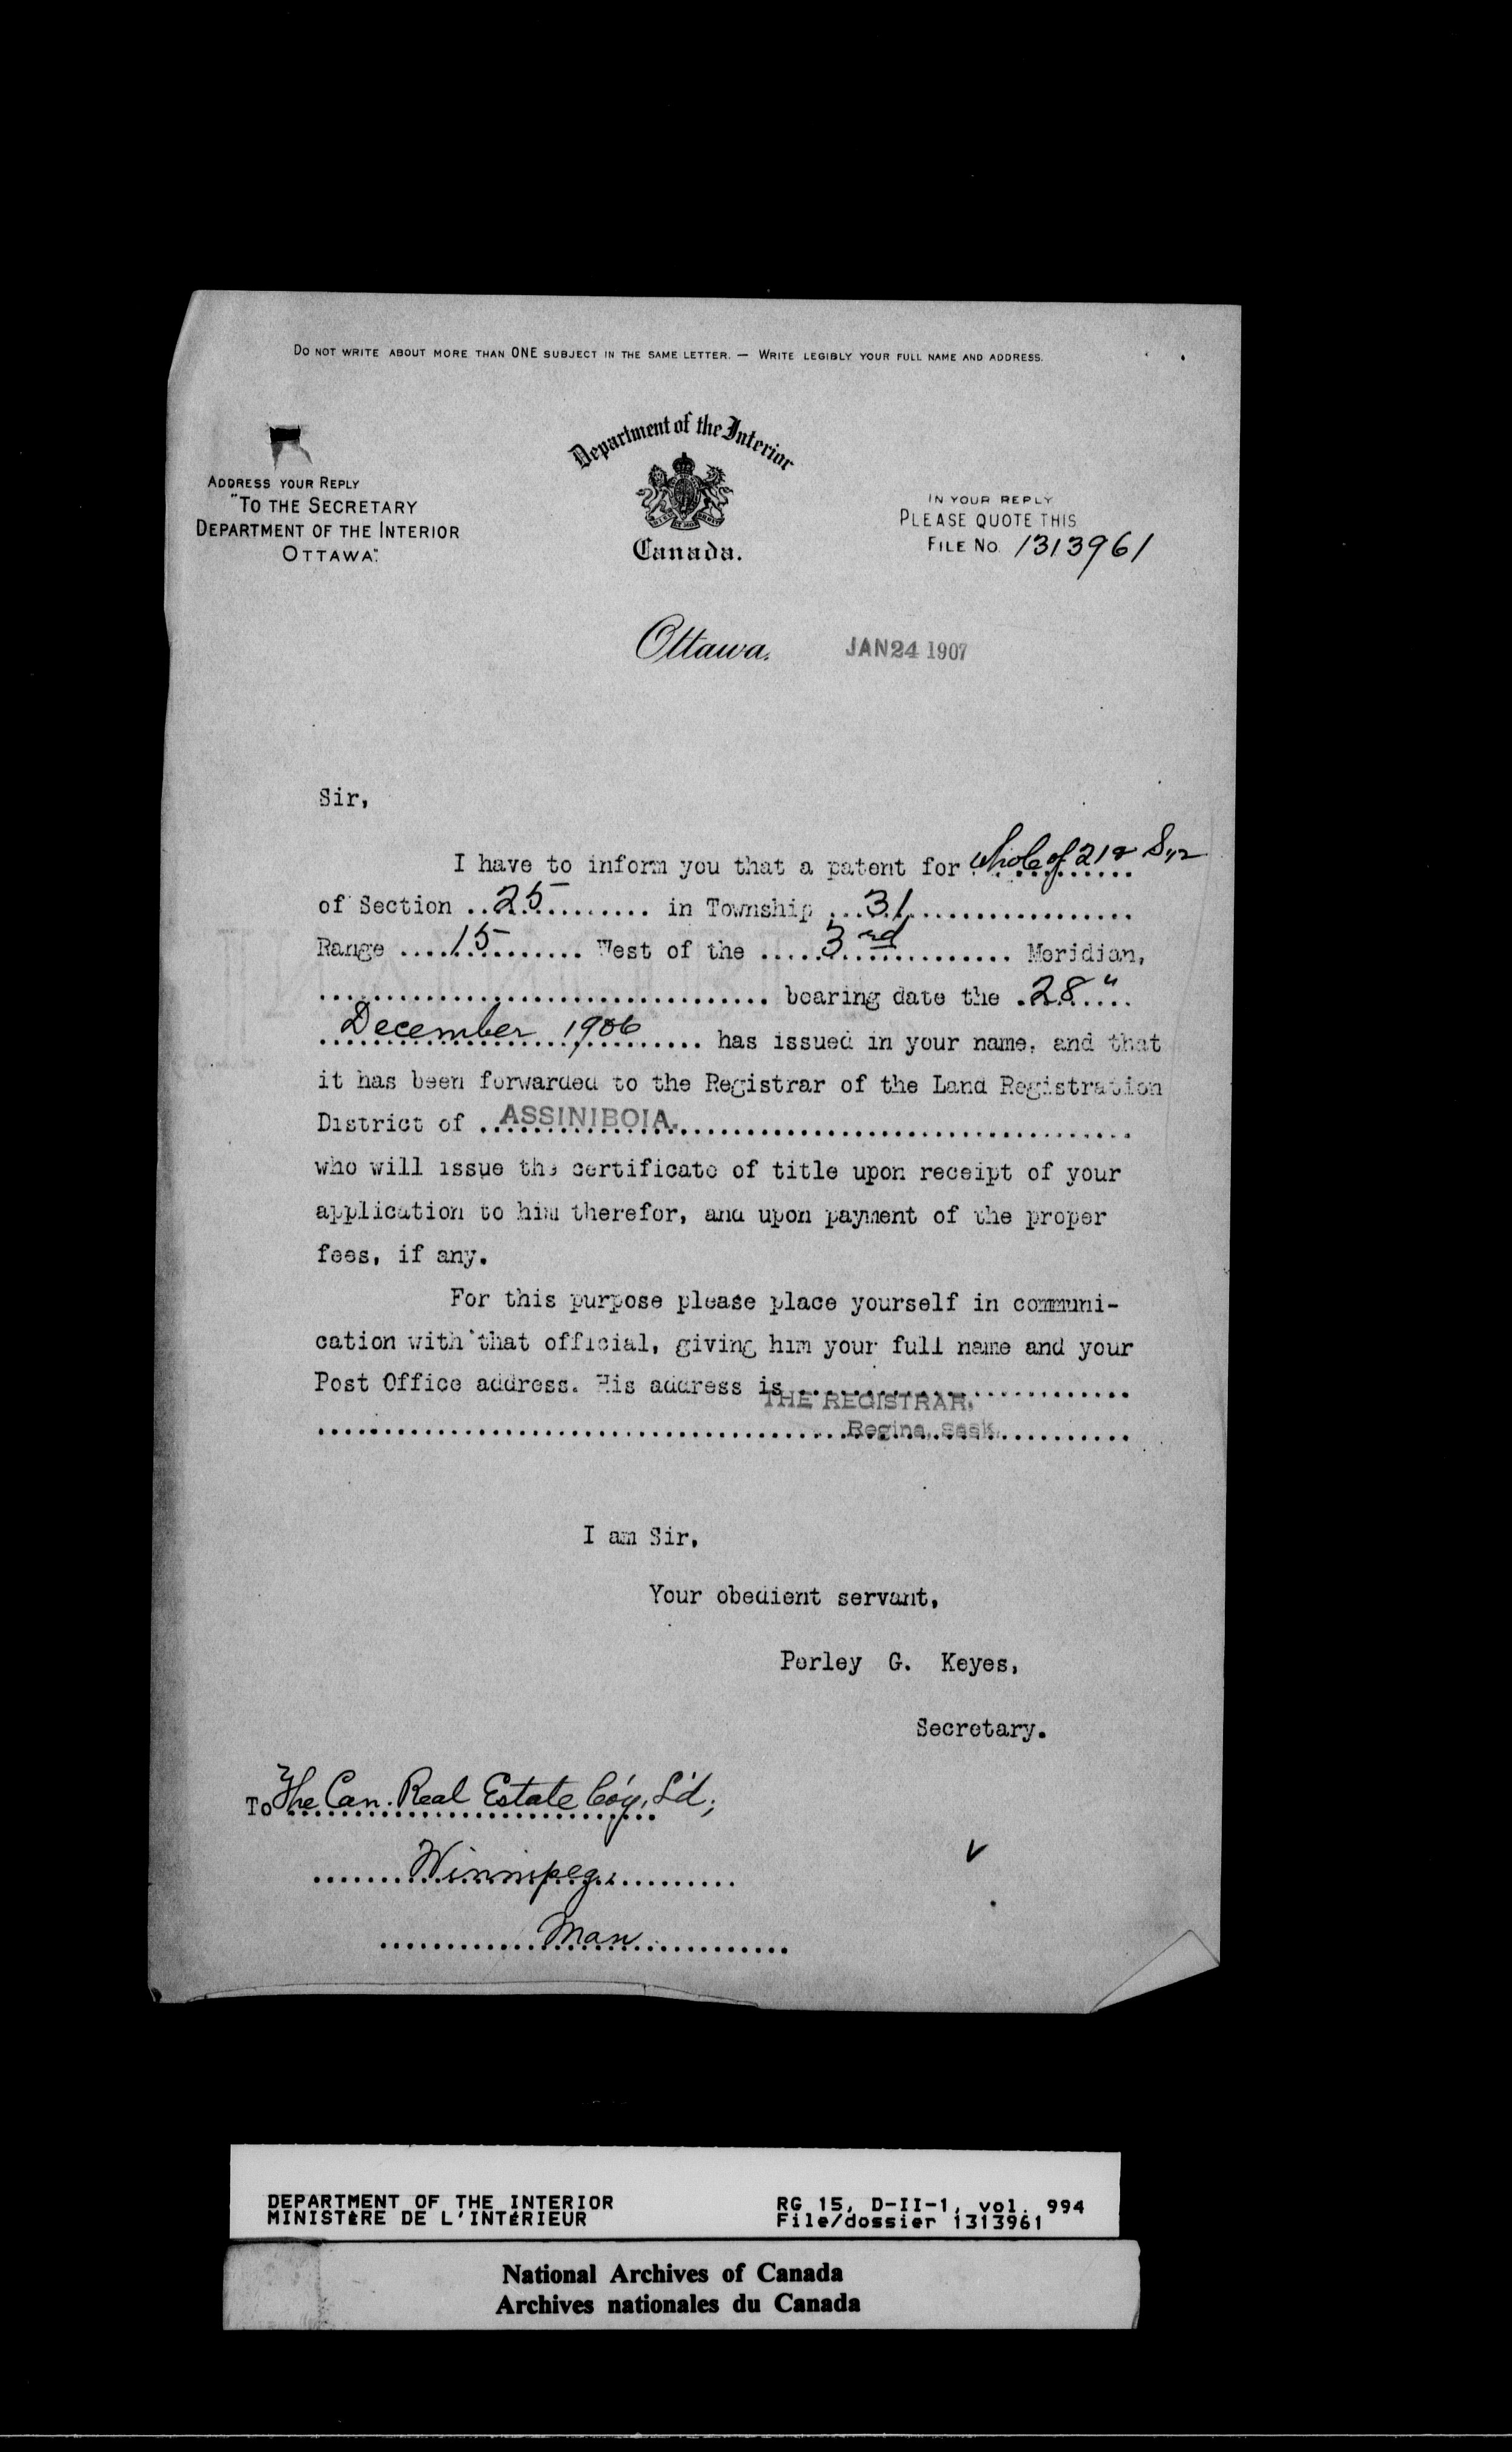 DO NOT WRITE ABOUT MORE THAN ONE SUBJECT IN THE SAME LETTER. — WRITE LEGIBLY YOUR FULL NAME AND ADDRESS.
Department of the Interior
Canada.
ADDRESS YOUR REPLY
"TO THE SECRETARY
DEPARTMENT OF THE INTERIOR
OTTAWA."
IN YOUR REPLY
PLEASE QUOTE THIS
FILE NO. 1313961
Ottawa, JAN 24 1907
Sir,
I have to inform you that a patent for Whole of 21 &
of Section ..25.......... in Township ...31..................
Range ....15......... West of the .....3rd............ Meridian,
.................................. bearing date the .28"..
December 1906 ...... has issued in your name, and that
it has been forwarded to the Registrar of the Land Registration
District of ..ASSINIBOIA...................................
who will issue the certificate of title upon receipt of your
application to him therefor, and upon payment of the proper
fees, if any.
For this purpose please place yourself in communi-
cation with that official, giving him your full name and your
Post Office address. His address is .........................
THE REGISTRAR,
Regina, Sask.
I am Sir,
Your obedient servant,
Perley G. Keyes,
Secretary.
To The Can. Real Estate Co'y, L'd;
Winnipeg
Man
DEPARTMENT OF THE INTERIOR
MINISTÈRE DE L'INTÉRIEUR
RG 15, D-II-1, vol. 994
File/dossier 1313961
National Archives of Canada
Archives nationales du Canada